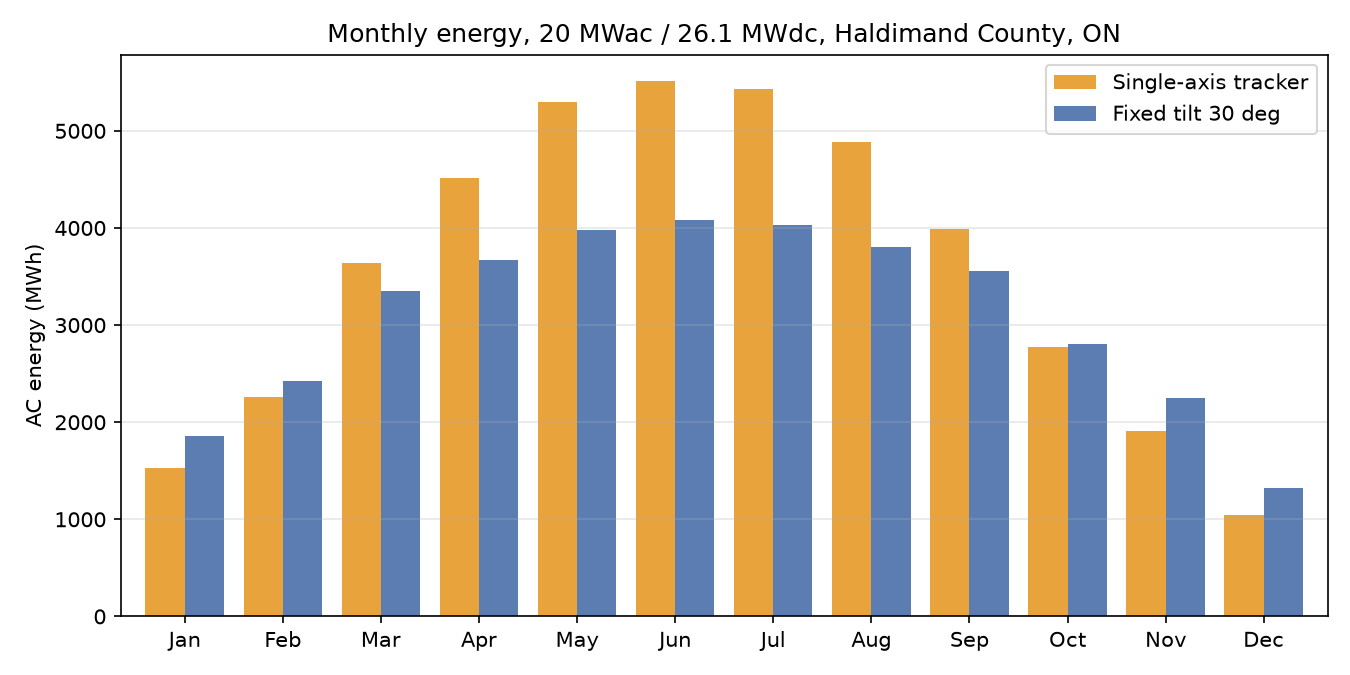 Monthly energy, 20 MWac / 26.1 MWdc, Haldimand County, ON
Single-axis tracker
Fixed tilt 30 deg
AC energy (MWh)
5000
4000
3000
2000
1000
0
Jan Feb Mar Apr May Jun Jul Aug Sep Oct Nov Dec